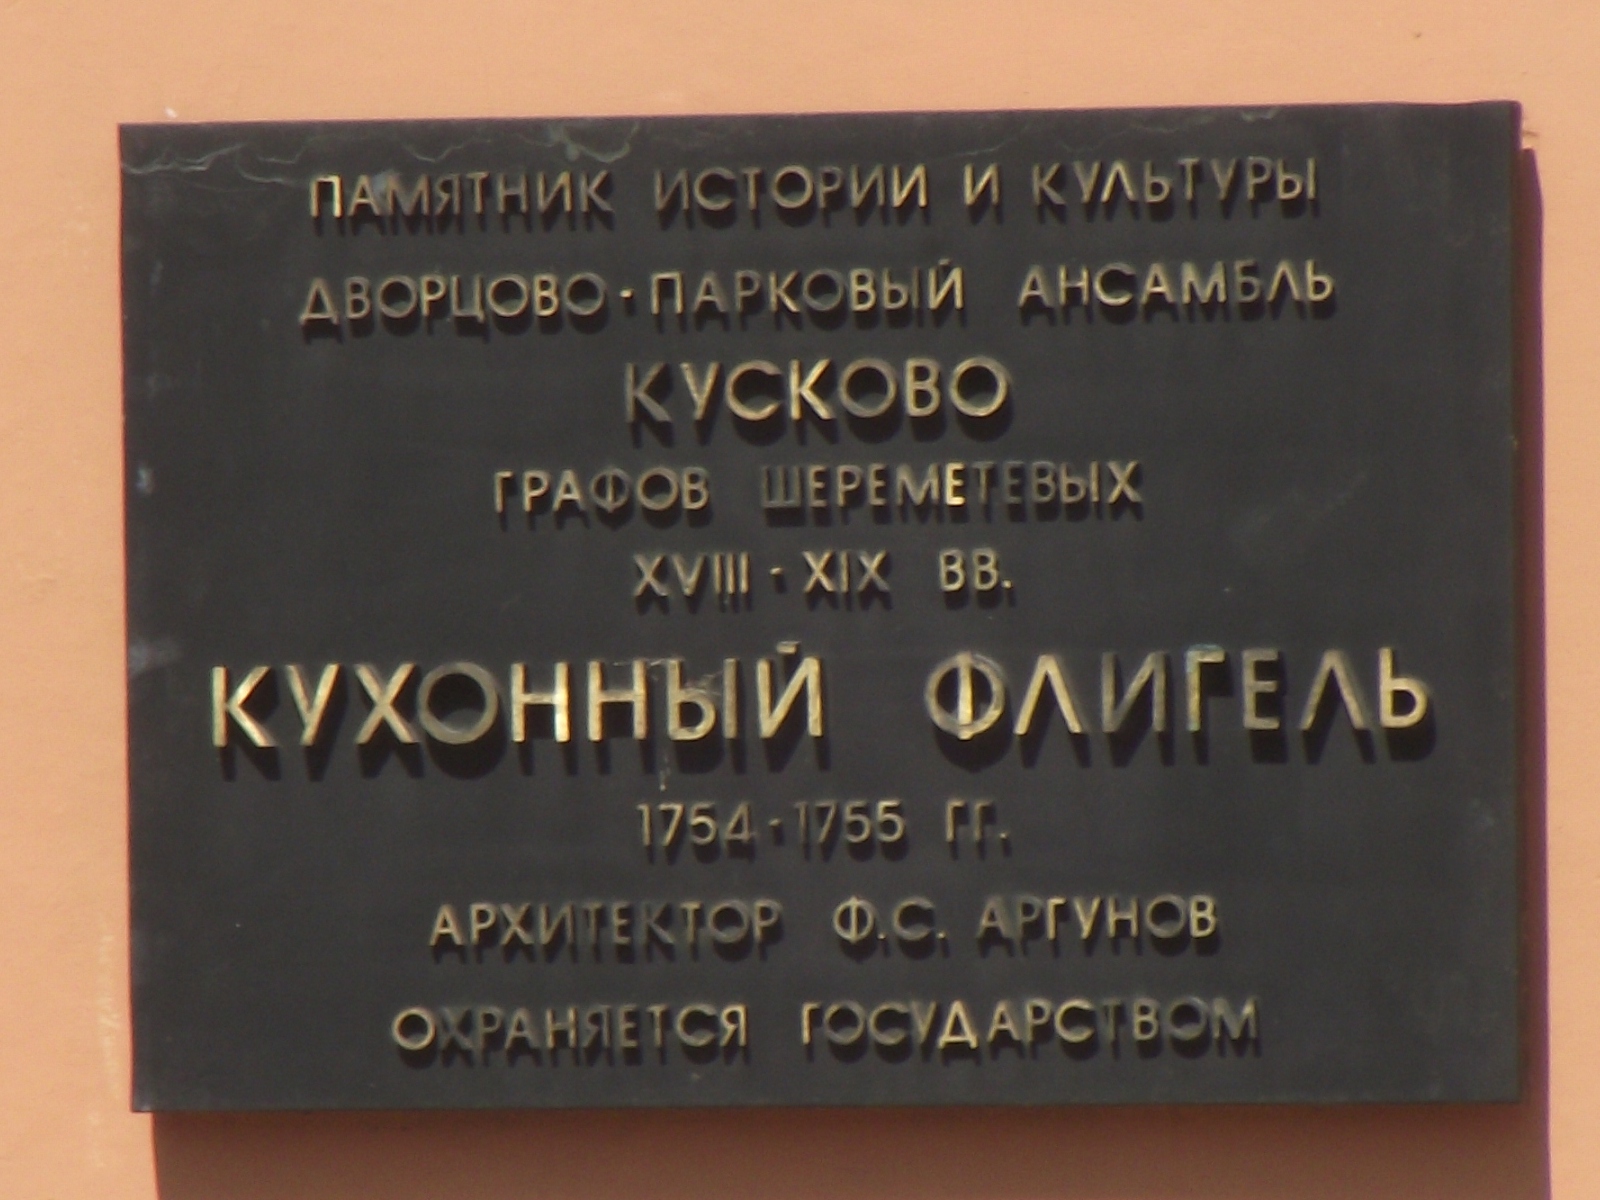 ПАМЯТНИК ИСТОРИИ И КУЛЬТУРЫ
ДВОРЦОВО-ПАРКОВЫЙ АНСАМБЛЬ
КУСКОВО
ГРАФОВ ШЕРЕМЕТЕВЫХ
XVIII-XIX ВВ.
КУХОННЫЙ ФЛИГЕЛЬ
1754-1755 ГГ.
АРХИТЕКТОР Ф.С. АРГУНОВ
ОХРАНЯЕТСЯ ГОСУДАРСТВОМ